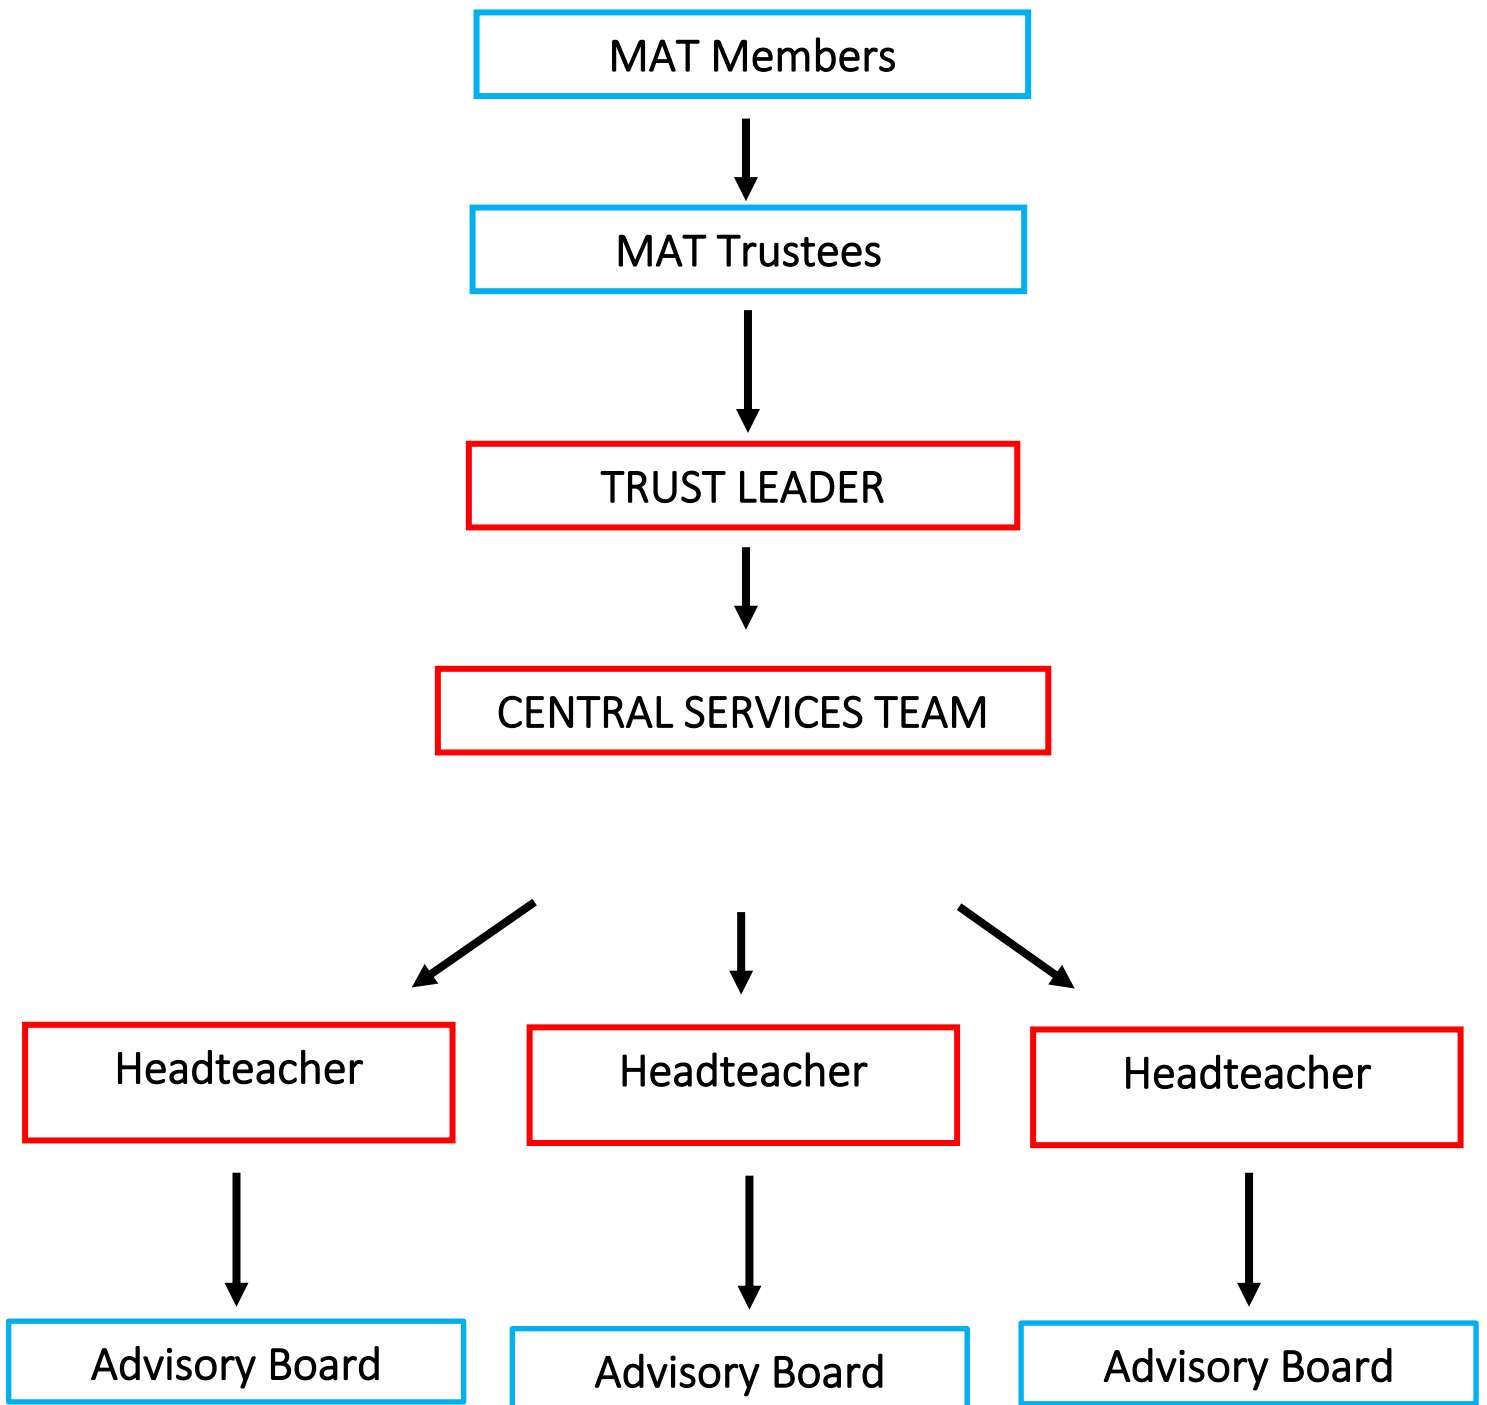 MAT Members
MAT Trustees
TRUST LEADER
CENTRAL SERVICES TEAM
Headteacher
Headteacher
Headteacher
Advisory Board
Advisory Board
Advisory Board